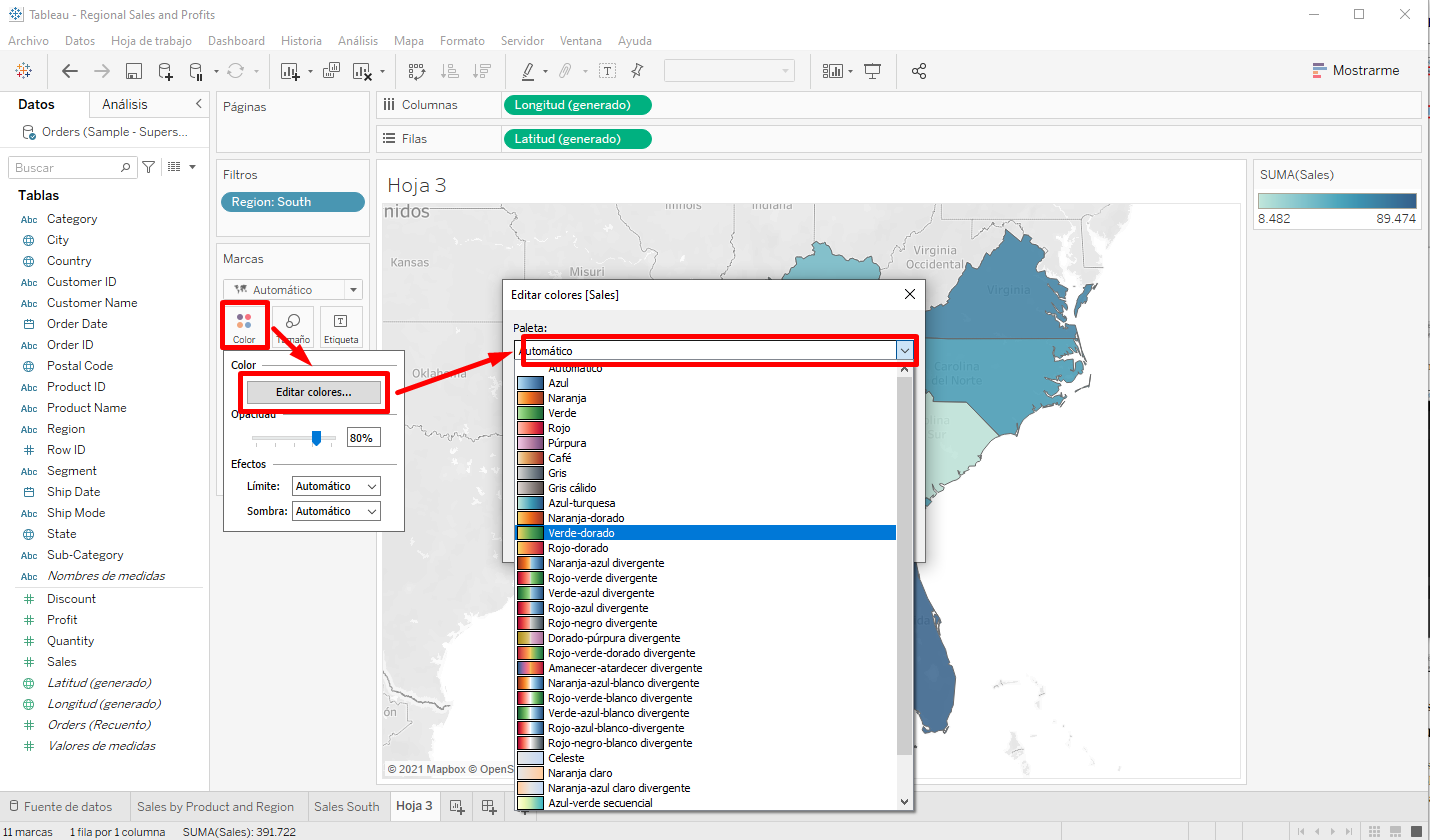 Tableau - Regional Sales and Profits
Archivo Datos Hoja de trabajo Dashboard Historia Análisis Mapa Formato Servidor Ventana Ayuda
Mostrarme
Datos
Análisis
Orders (Sample - Supers...
Buscar
Tablas
Abc Category
City
Country
Abc Customer ID
Abc Customer Name
Order Date
Abc Order ID
Postal Code
Abc Product ID
Abc Product Name
Abc Region
Row ID
Abc Segment
Ship Date
Abc Ship Mode
State
Abc Sub-Category
Abc Nombres de medidas
Discount
Profit
Quantity
Sales
Latitud (generado)
Longitud (generado)
Orders (Recuento)
Valores de medidas
Páginas
Filtros
Region: South
Marcas
Automático
Color
Etiqueta
Color
Editar colores...
Opacidad
80%
Efectos
Límite: Automático
Sombra: Automático
Columnas
Longitud (generado)
Filas
Latitud (generado)
Hoja 3
nidos
Illinois
Indiana
Kansas
Misuri
Virginia
Occidental
Virginia
Oklahoma
Carolina
del Norte
Sur
© 2021 Mapbox © OpenS
Editar colores [Sales]
Paleta:
Automático
Automático
Azul
Naranja
Verde
Rojo
Púrpura
Café
Gris
Gris cálido
Azul-turquesa
Naranja-dorado
Verde-dorado
Rojo-dorado
Naranja-azul divergente
Rojo-verde divergente
Verde-azul divergente
Rojo-azul divergente
Rojo-negro divergente
Dorado-púrpura divergente
Rojo-verde-dorado divergente
Amanecer-atardecer divergente
Naranja-azul-blanco divergente
Rojo-verde-blanco divergente
Verde-azul-blanco divergente
Rojo-azul-blanco-divergente
Rojo-negro-blanco divergente
Celeste
Naranja claro
Naranja-azul claro divergente
Azul-verde secuencial
SUMA(Sales)
8.482 89.474
Fuente de datos
Sales by Product and Region
Sales South
Hoja 3
11 marcas 1 fila por 1 columna SUMA(Sales): 391.722